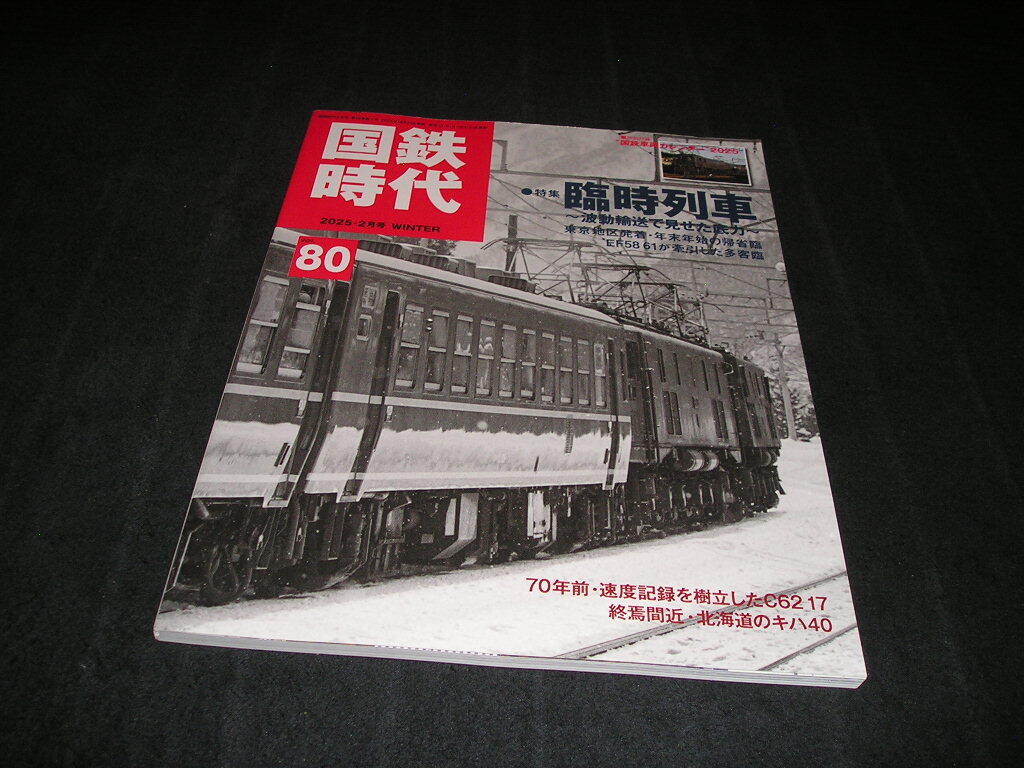 国鉄
時代
2025-2月号 WINTER
80
国鉄車両カレンダー 2025
●特集 臨時列車
～波動輸送で見せた底力～
東京地区発着・年末年始の帰省臨
EF58 61が牽引した多客臨
70年前・速度記録を樹立したC62 17
終焉間近・北海道のキハ40